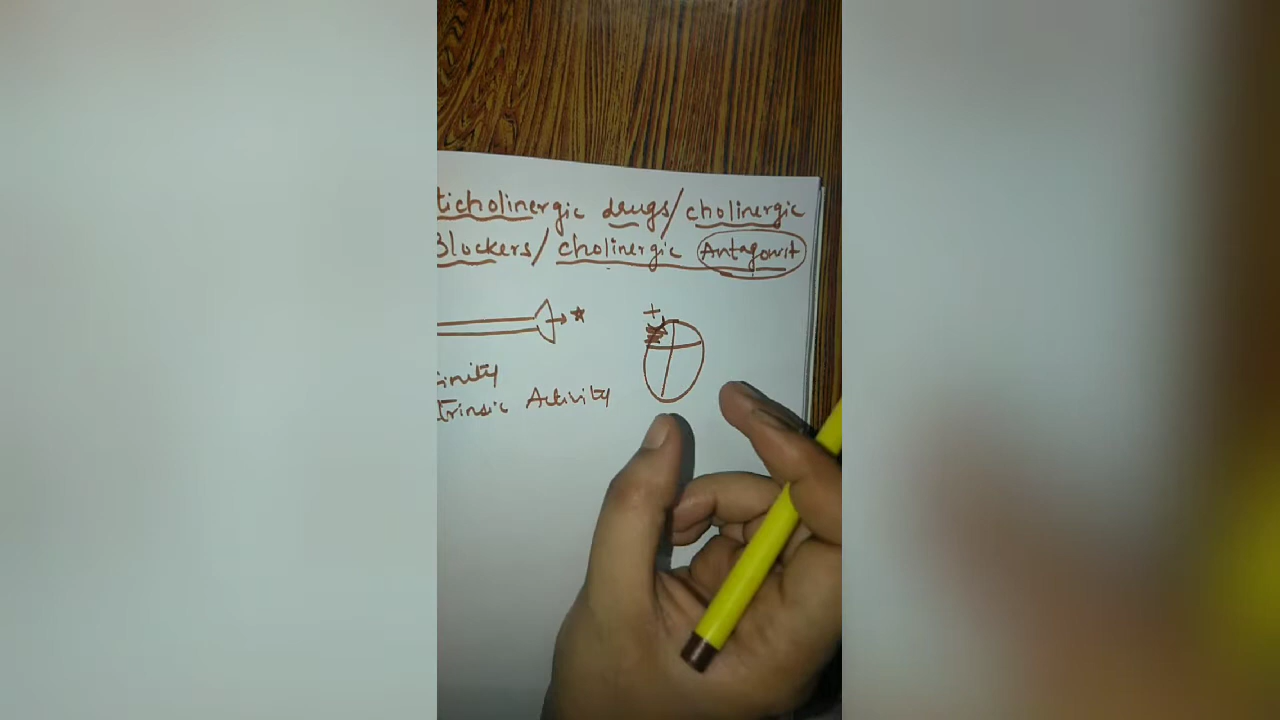 ticholinergic drugs/cholinergic
Blockers/cholinergic Antagonist
+
inity
trinsic Activity